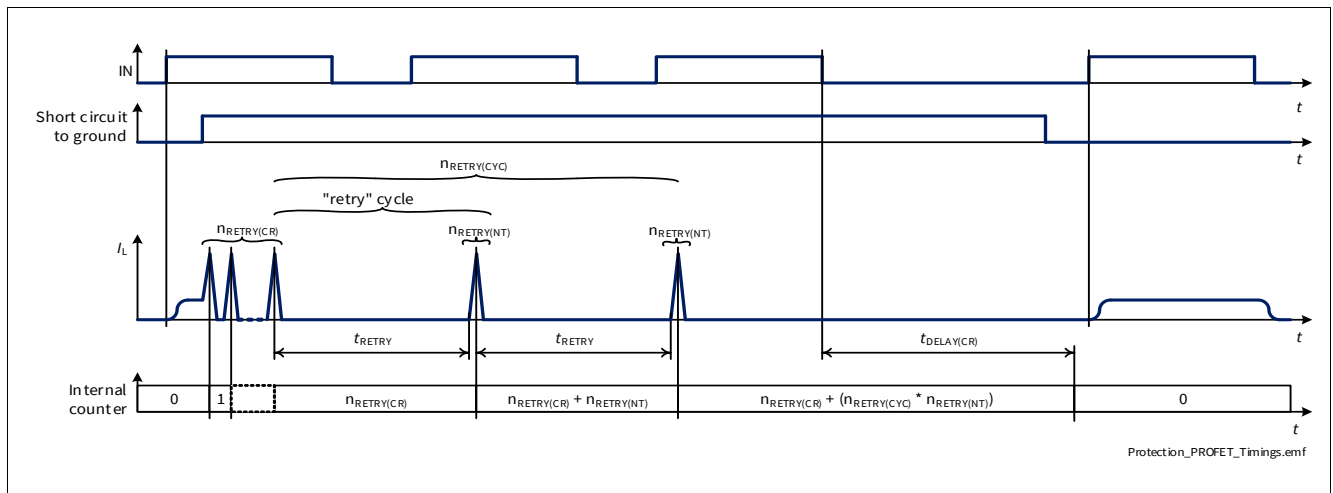 IN
t
Short circuit
to ground
t
nRETRY(CYC)
"retry" cycle
nRETRY(CR)
nRETRY(NT)
nRETRY(NT)
IL
t
tRETRY
tRETRY
tDELAY(CR)
Internal
counter
0
1
nRETRY(CR)
nRETRY(CR) + nRETRY(NT)
nRETRY(CR) + (nRETRY(CYC) * nRETRY(NT))
0
t
Protection_PROFET_Timings.emf